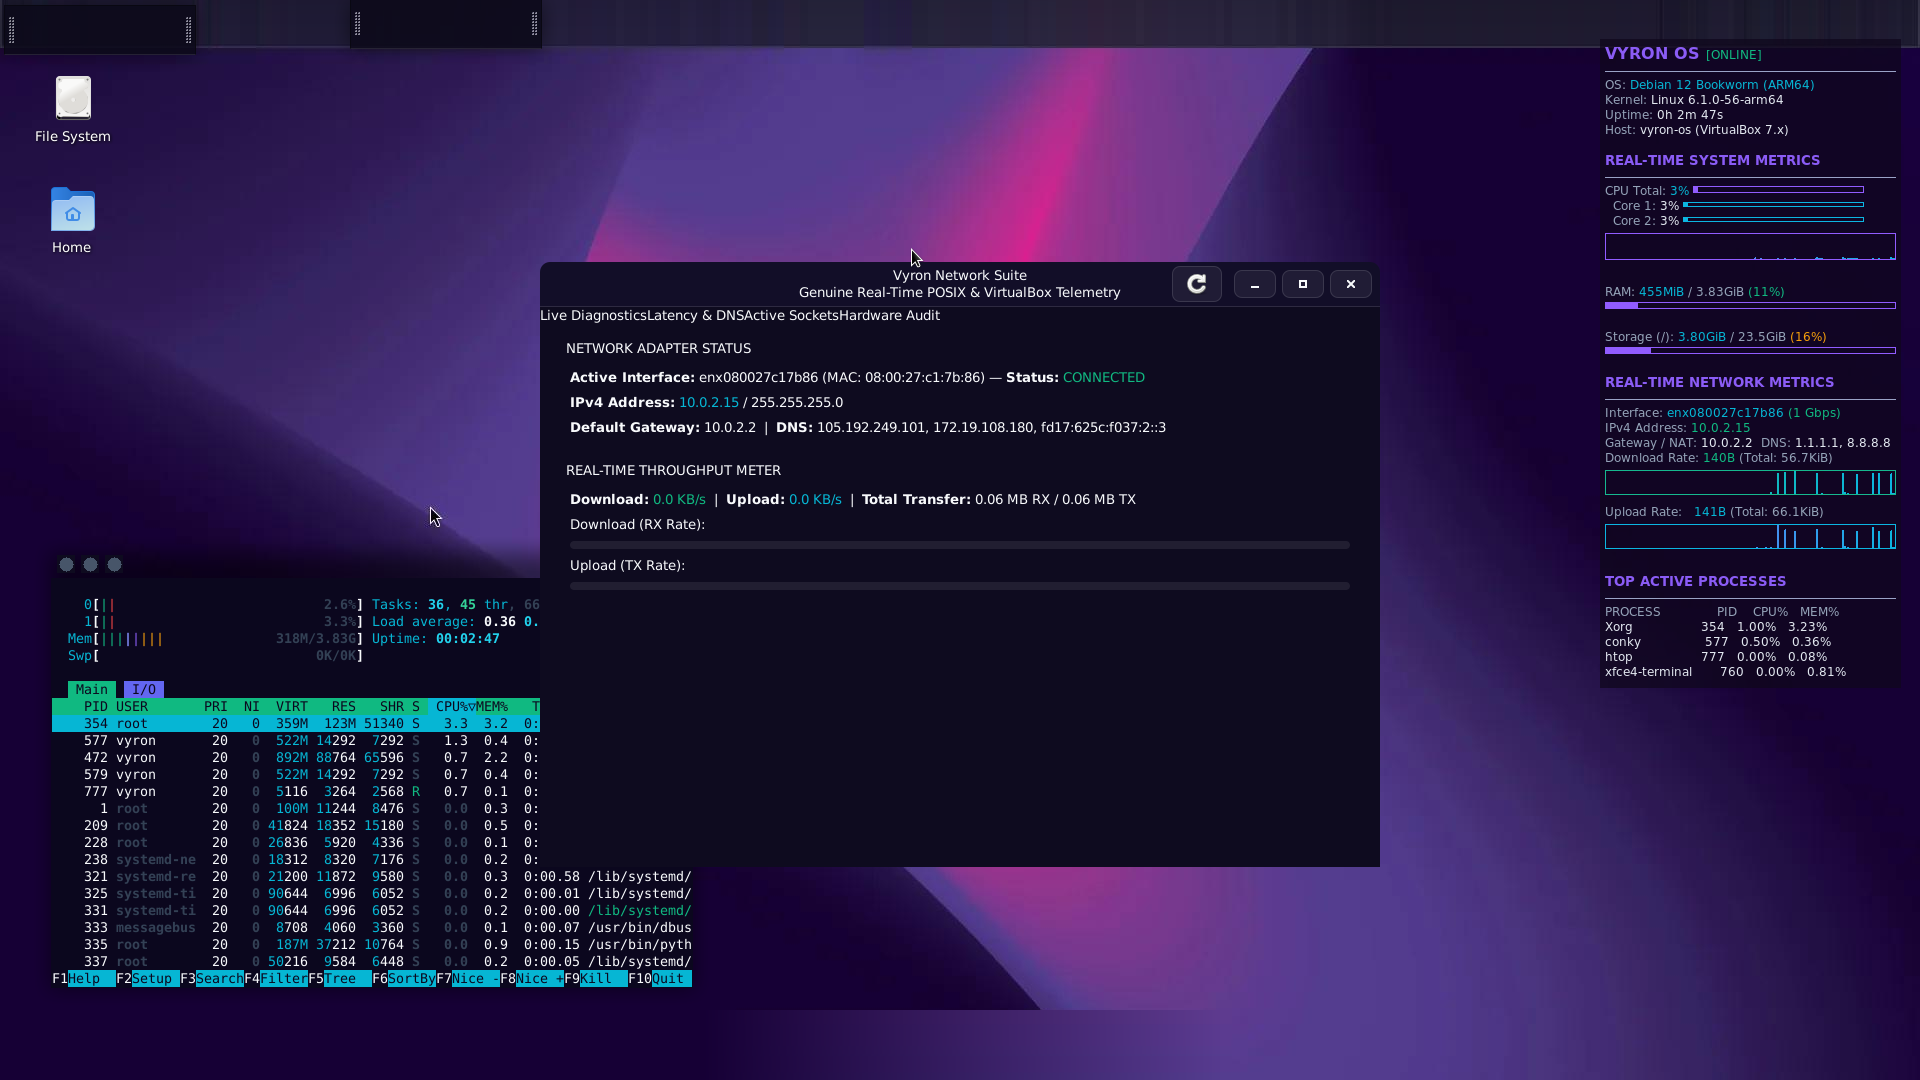 File System
Home
Vyron Network Suite
Genuine Real-Time POSIX & VirtualBox Telemetry
Live DiagnosticsLatency & DNSActive SocketsHardware Audit
NETWORK ADAPTER STATUS
Active Interface: enx080027c17b86 (MAC: 08:00:27:c1:7b:86) — Status: CONNECTED
IPv4 Address: 10.0.2.15 / 255.255.255.0
Default Gateway: 10.0.2.2 | DNS: 105.192.249.101, 172.19.108.180, fd17:625c:f037:2::3
REAL-TIME THROUGHPUT METER
Download: 0.0 KB/s | Upload: 0.0 KB/s | Total Transfer: 0.06 MB RX / 0.06 MB TX
Download (RX Rate):
Upload (TX Rate):
0[|| 2.6%] Tasks: 36, 45 thr, 66
1[|| 3.3%] Load average: 0.36 0.
Mem[|||||||| 318M/3.83G] Uptime: 00:02:47
Swp[ 0K/0K]
Main I/O
PID USER PRI NI VIRT RES SHR S CPU%▽MEM% T
354 root 20 0 359M 123M 51340 S 3.3 3.2 0:
577 vyron 20 0 522M 14292 7292 S 1.3 0.4 0:
472 vyron 20 0 892M 88764 65596 S 0.7 2.2 0:
579 vyron 20 0 522M 14292 7292 S 0.7 0.4 0:
777 vyron 20 0 5116 3264 2568 R 0.7 0.1 0:
1 root 20 0 100M 11244 8476 S 0.0 0.3 0:
209 root 20 0 41824 18352 15180 S 0.0 0.5 0:
228 root 20 0 26836 5920 4336 S 0.0 0.1 0:
238 systemd-ne 20 0 18312 8320 7176 S 0.0 0.2 0:
321 systemd-re 20 0 21200 11872 9580 S 0.0 0.3 0:00.58 /lib/systemd/
325 systemd-ti 20 0 90644 6996 6052 S 0.0 0.2 0:00.01 /lib/systemd/
331 systemd-ti 20 0 90644 6996 6052 S 0.0 0.2 0:00.00 /lib/systemd/
333 messagebus 20 0 8708 4060 3360 S 0.0 0.1 0:00.07 /usr/bin/dbus
335 root 20 0 187M 37212 10764 S 0.0 0.9 0:00.15 /usr/bin/pyth
337 root 20 0 50216 9584 6448 S 0.0 0.2 0:00.05 /lib/systemd/
F1Help F2Setup F3SearchF4FilterF5Tree F6SortByF7Nice -F8Nice +F9Kill F10Quit
VYRON OS [ONLINE]
OS: Debian 12 Bookworm (ARM64)
Kernel: Linux 6.1.0-56-arm64
Uptime: 0h 2m 47s
Host: vyron-os (VirtualBox 7.x)
REAL-TIME SYSTEM METRICS
CPU Total: 3%
Core 1: 3%
Core 2: 3%
RAM: 455MiB / 3.83GiB (11%)
Storage (/): 3.80GiB / 23.5GiB (16%)
REAL-TIME NETWORK METRICS
Interface: enx080027c17b86 (1 Gbps)
IPv4 Address: 10.0.2.15
Gateway / NAT: 10.0.2.2 DNS: 1.1.1.1, 8.8.8.8
Download Rate: 140B (Total: 56.7KiB)
Upload Rate: 141B (Total: 66.1KiB)
TOP ACTIVE PROCESSES
PROCESS PID CPU% MEM%
Xorg 354 1.00% 3.23%
conky 577 0.50% 0.36%
htop 777 0.00% 0.08%
xfce4-terminal 760 0.00% 0.81%